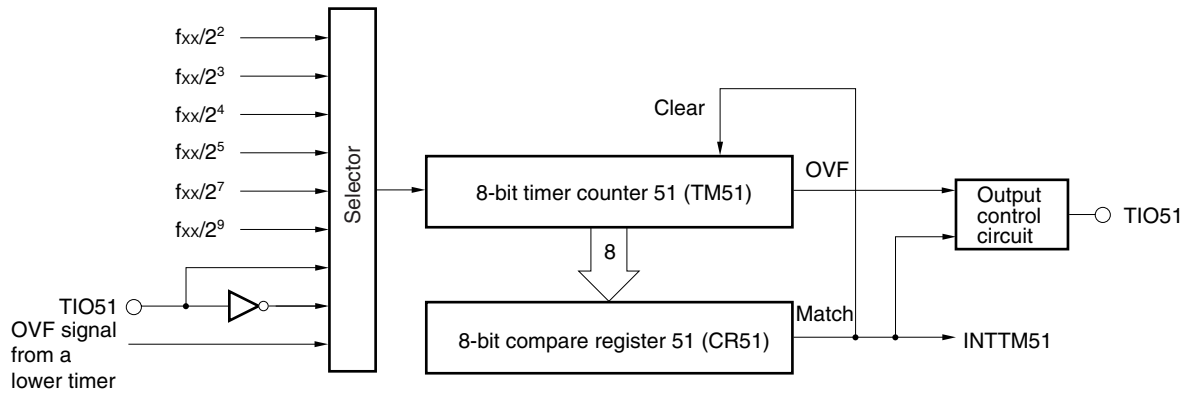 fxx/2²
fxx/2³
fxx/2⁴
fxx/2⁵
fxx/2⁷
fxx/2⁹
TIO51
OVF signal
from a
lower timer
Selector
Clear
8-bit timer counter 51 (TM51)
OVF
8
8-bit compare register 51 (CR51)
Match
Output
control
circuit
TIO51
INTTM51